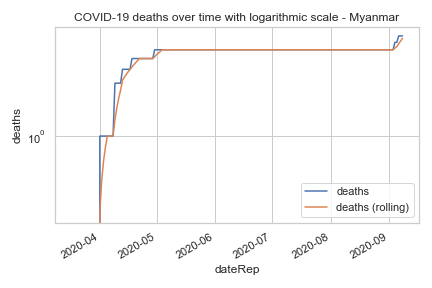 COVID-19 deaths over time with logarithmic scale - Myanmar
deaths
10⁰
deaths
deaths (rolling)
2020-04
2020-05
2020-06
2020-07
2020-08
2020-09
dateRep